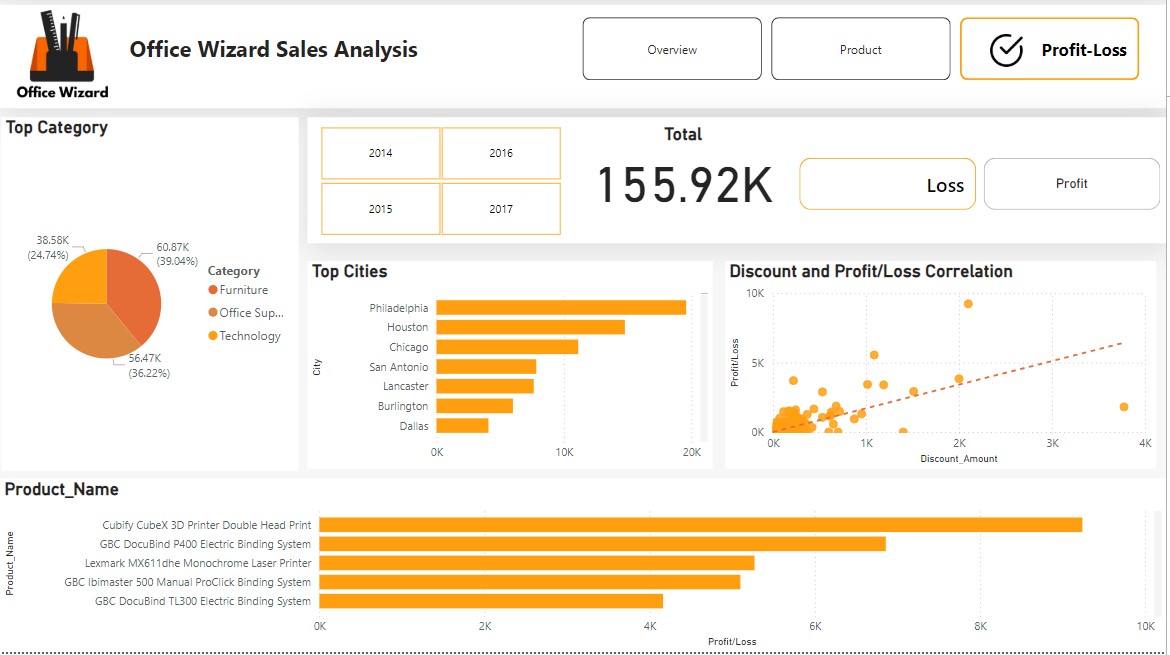 Office Wizard
Office Wizard Sales Analysis
Overview
Product
Profit-Loss
Top Category
38.58K
(24.74%)
60.87K
(39.04%)
56.47K
(36.22%)
Category
Furniture
Office Sup...
Technology
2014
2016
2015
2017
Total
155.92K
Loss
Profit
Top Cities
City
Philadelphia
Houston
Chicago
San Antonio
Lancaster
Burlington
Dallas
0K
10K
20K
Discount and Profit/Loss Correlation
Profit/Loss
10K
5K
0K
0K
1K
2K
3K
4K
Discount_Amount
Product_Name
Product_Name
Cubify CubeX 3D Printer Double Head Print
GBC DocuBind P400 Electric Binding System
Lexmark MX611dhe Monochrome Laser Printer
GBC Ibimaster 500 Manual ProClick Binding System
GBC DocuBind TL300 Electric Binding System
0K
2K
4K
6K
8K
10K
Profit/Loss